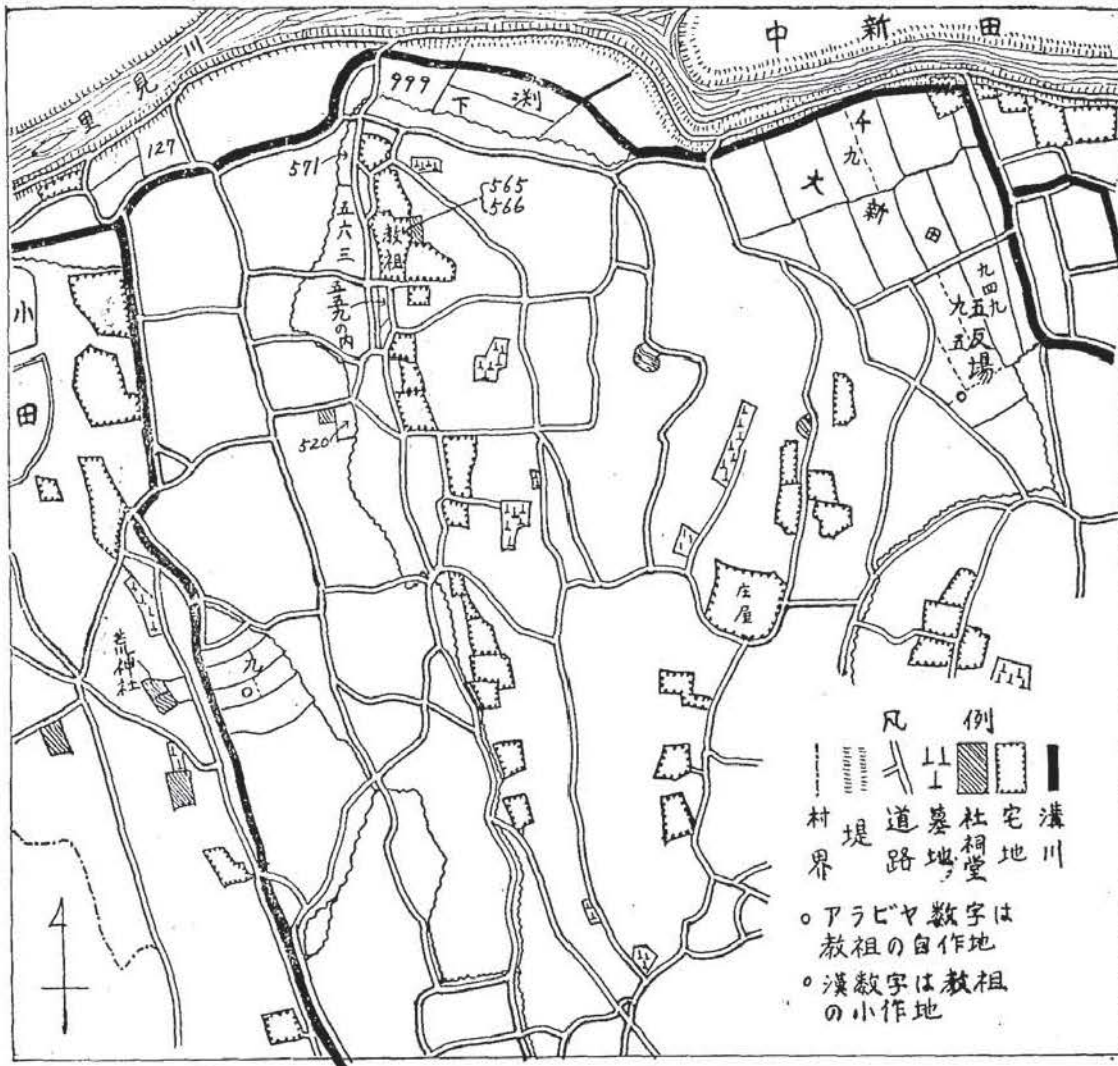 中新田
里見川
999
下渕
127
571
565
566
五六三
教祖
五五九の内
千九
大新田
九四九
五反場
九五
小田
520
庄屋
荒神社
九〇
凡例
村界
堤
道路
墓地
社祠堂
宅地
溝川
○アラビヤ数字は
教祖の自作地
○漢数字は教祖
の小作地